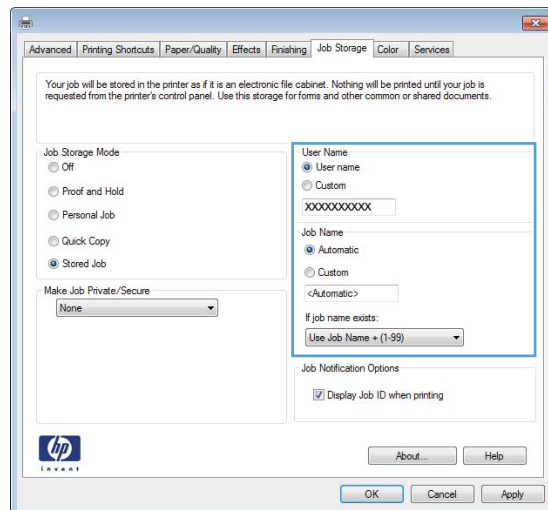 Advanced Printing Shortcuts Paper/Quality Effects Finishing Job Storage Color Services
Your job will be stored in the printer as if it is an electronic file cabinet. Nothing will be printed until your job is
requested from the printer's control panel. Use this storage for forms and other common or shared documents.
Job Storage Mode
Off
Proof and Hold
Personal Job
Quick Copy
Stored Job
Make Job Private/Secure
None
User Name
User name
Custom
XXXXXXXXXX
Job Name
Automatic
Custom
<Automatic>
If job name exists:
Use Job Name + (1-99)
Job Notification Options
Display Job ID when printing
hp
invent
About...
Help
OK
Cancel
Apply